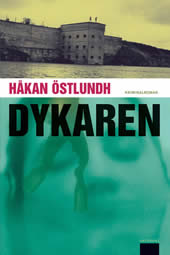 HÅKAN ÖSTLUNDH
KRIMINALROMAN
DYKAREN